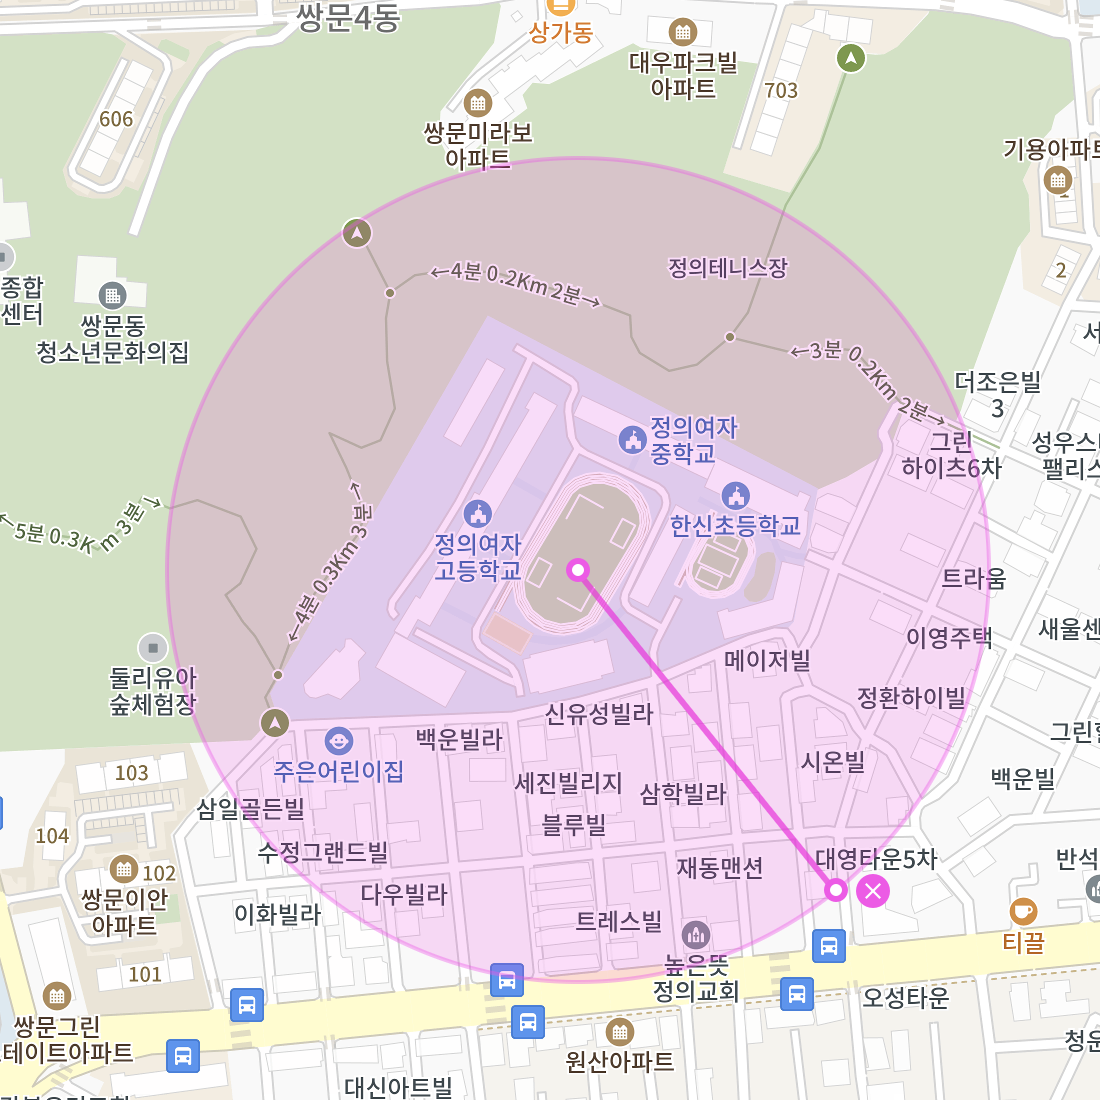 쌍문4동
상가동
대우파크빌
아파트
703
606
쌍문미라보
아파트
기용아파트
2
종합
센터
쌍문동
청소년문화의집
정의테니스장
←4분 0.2Km 2분→
←3분 0.2Km 2분→
더조은빌
3
그린
하이츠6차
성우스
팰리스
정의여자
중학교
한신초등학교
정의여자
고등학교
←5분 0.3Km 3분→
←4분 0.3Km 3분→
트라움
이영주택
새울센
메이저빌
정환하이빌
둘리유아
숲체험장
신유성빌라
백운빌라
주은어린이집
세진빌리지
삼학빌라
시온빌
그린힐
백운빌
103
삼일골든빌
블루빌
104
수정그랜드빌
재동맨션
대영타운5차
반석
102
쌍문이안
아파트
다우빌라
이화빌라
트레스빌
티끌
높은뜻
정의교회
101
오성타운
쌍문그린
테이트아파트
원산아파트
청운
대신아트빌